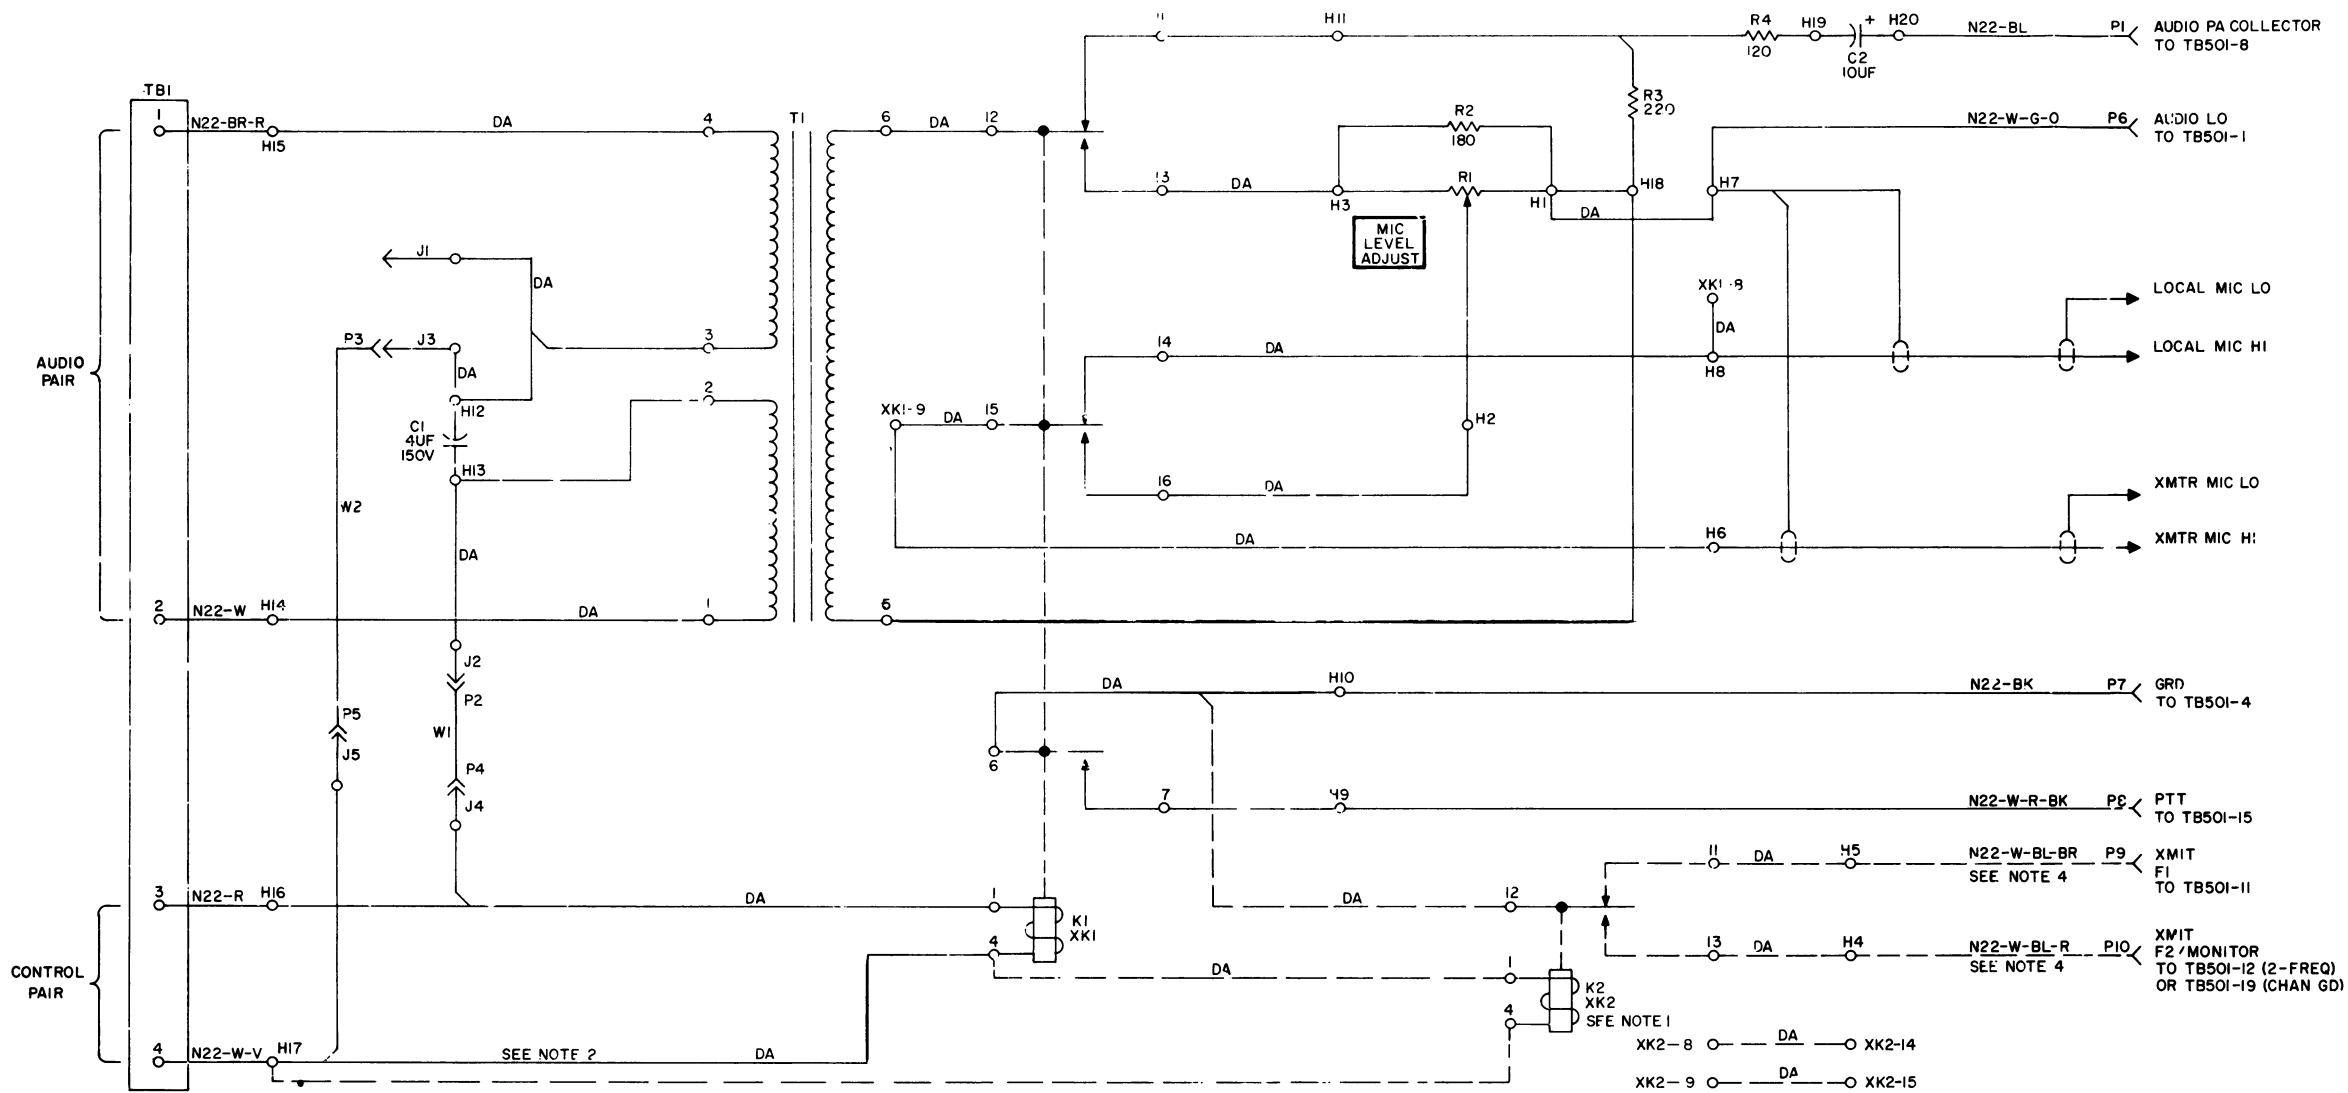 11
H11
R4
120
H19
+
C2
10UF
H20
N22-BL
P1
AUDIO PA COLLECTOR
TO TB501-8
TB1
1
N22-BR-R
H15
DA
4
T1
6
DA
12
R3
220
R2
180
N22-W-G-O
P6
AUDIO LO
TO TB501-1
13
DA
H3
R1
H1
H18
DA
H7
MIC
LEVEL
ADJUST
J1
DA
XK1-8
DA
LOCAL MIC LO
P3
J3
DA
3
14
DA
H8
LOCAL MIC HI
AUDIO
PAIR
2
H12
C1
4UF
150V
XK1-9
DA
15
H2
H13
W2
16
DA
XMTR MIC LO
DA
DA
H6
XMTR MIC HI
2
N22-W
H14
DA
1
5
J2
P2
W1
P4
J4
P5
J5
DA
H10
N22-BK
P7
GRD
TO TB501-4
6
7
H9
N22-W-R-BK
P8
PTT
TO TB501-15
11
DA
H5
N22-W-BL-BR
SEE NOTE 4
P9
XMIT
F1
TO TB501-11
3
N22-R
H16
DA
1
K1
XK1
4
DA
12
13
DA
H4
N22-W-BL-R
SEE NOTE 4
P10
XMIT
F2/MONITOR
TO TB501-12 (2-FREQ)
OR TB501-19 (CHAN GD)
CONTROL
PAIR
DA
1
K2
XK2
SEE NOTE 1
4
4
N22-W-V
H17
SEE NOTE 2
DA
XK2-8
DA
XK2-14
XK2-9
DA
XK2-15